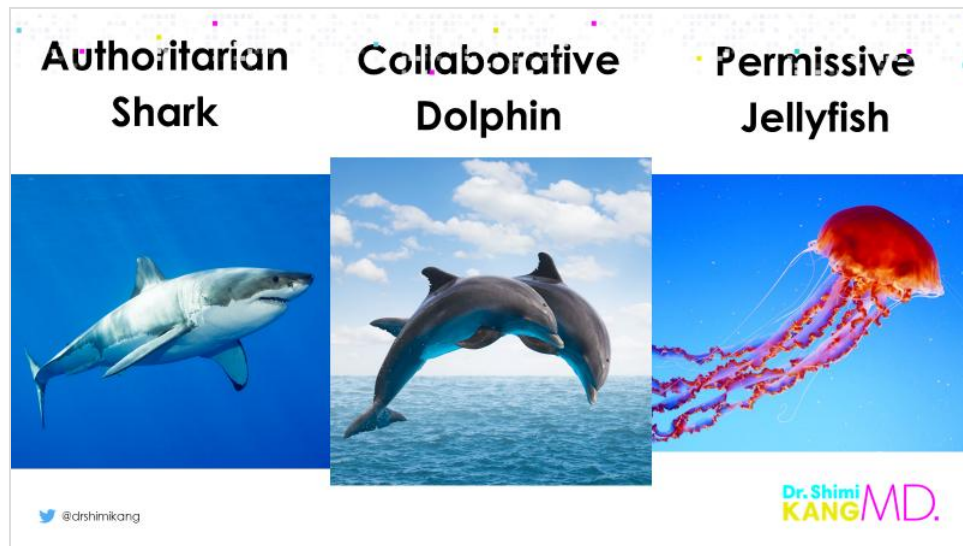 Authoritarian
Shark
Collaborative
Dolphin
Permissive
Jellyfish
@drshimikang
Dr. Shimi
KANG MD.